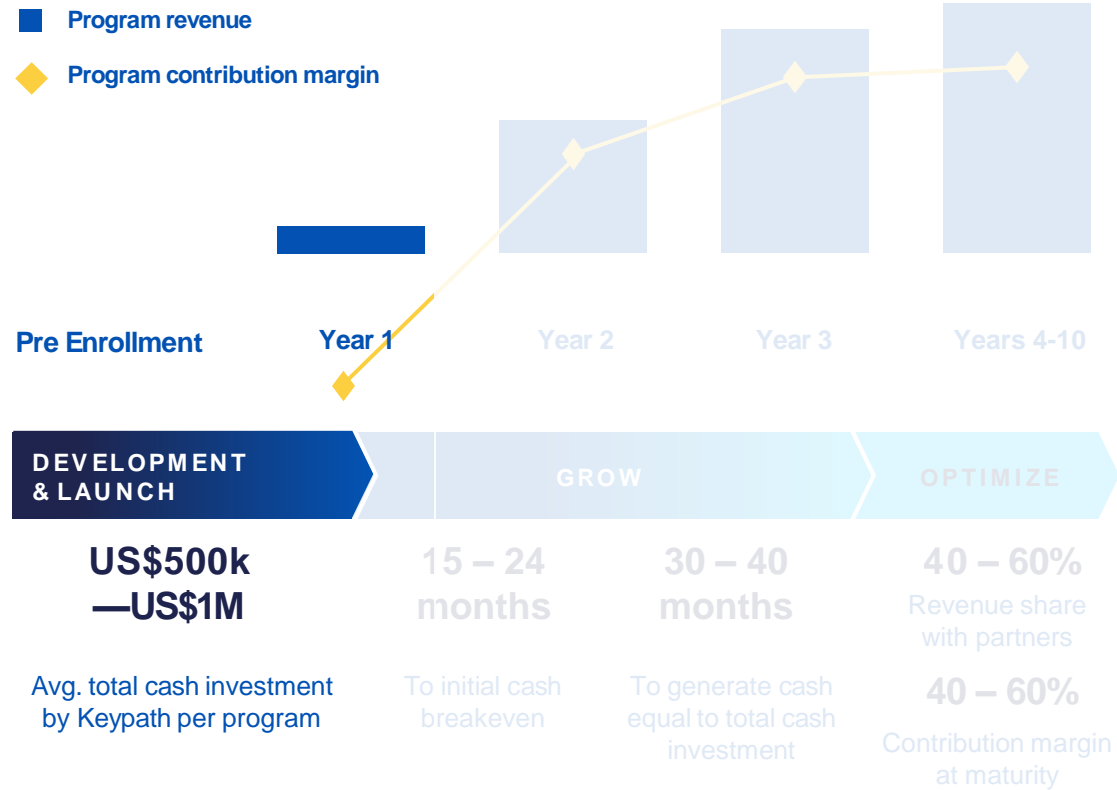 Program revenue
Program contribution margin
Pre Enrollment
Year 1
Year 2
Year 3
Years 4-10
DEVELOPMENT
& LAUNCH
GROW
OPTIMIZE
US$500k
—US$1M
Avg. total cash investment
by Keypath per program
15 – 24
months
To initial cash
breakeven
30 – 40
months
To generate cash
equal to total cash
investment
40 – 60%
Revenue share
with partners
40 – 60%
Contribution margin
at maturity